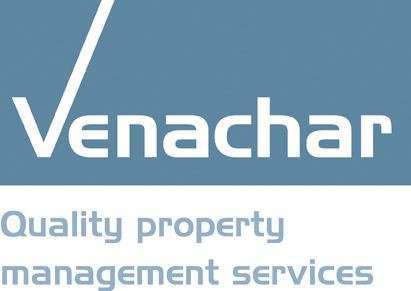 Venachar
Quality property
management services